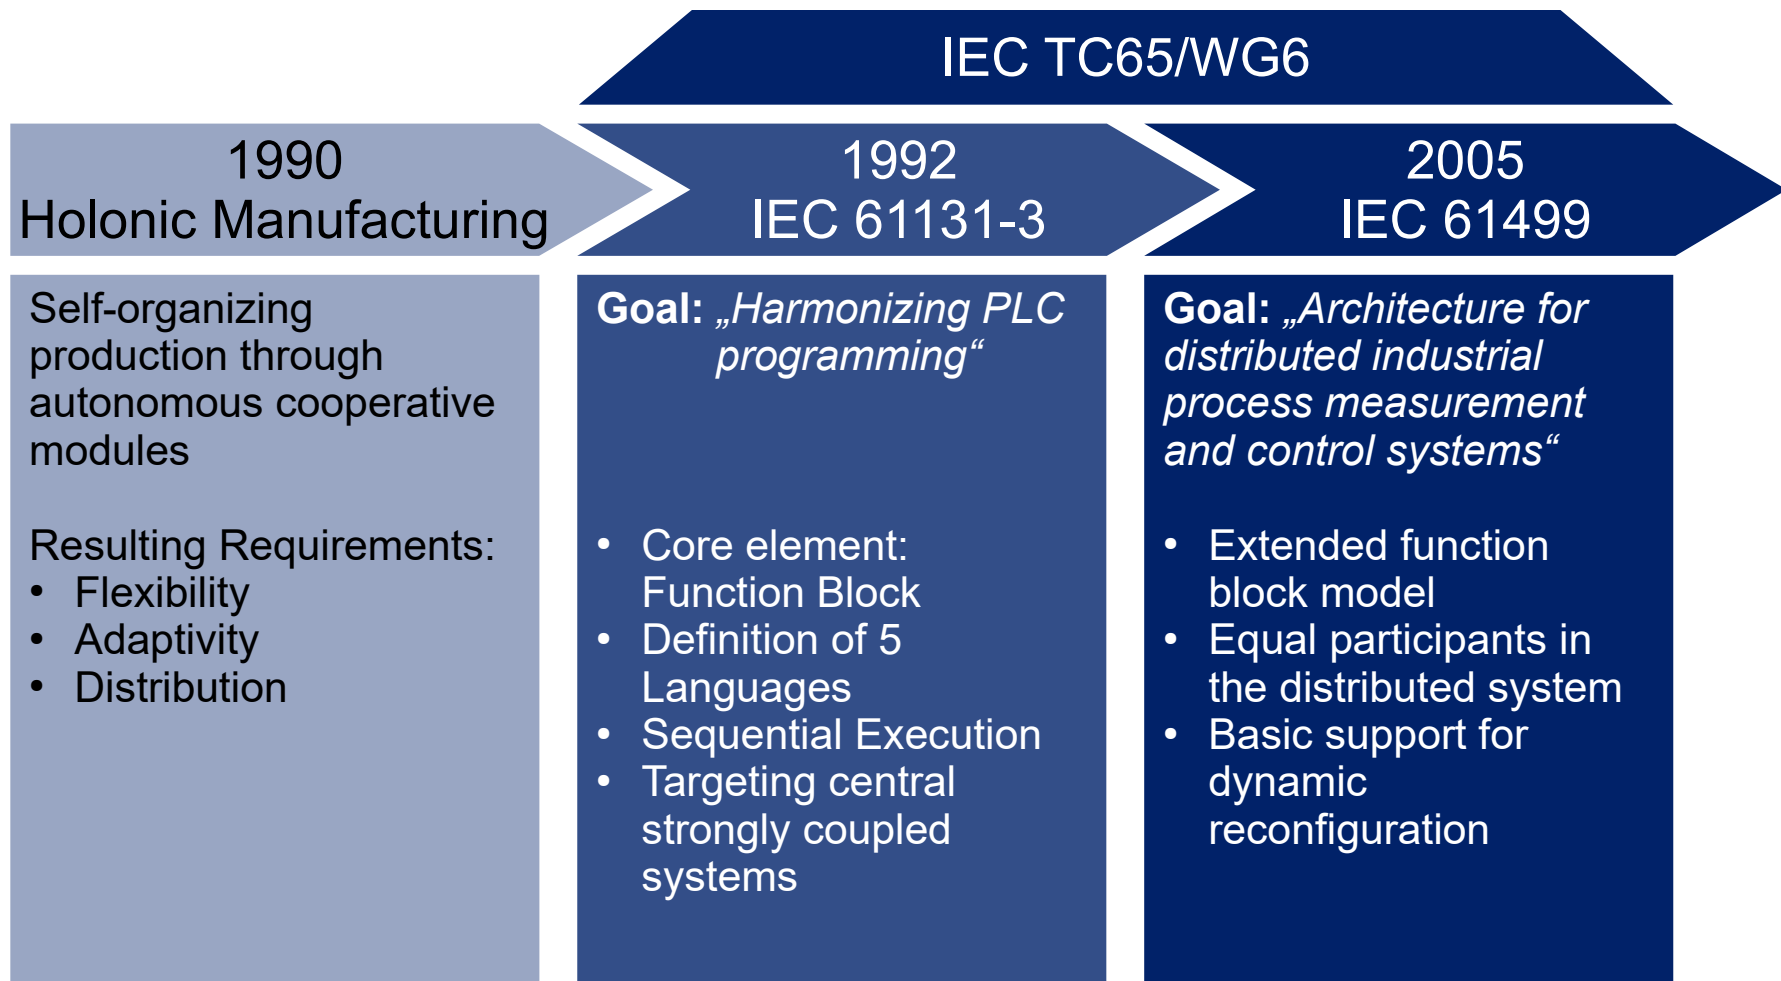 IEC TC65/WG6
1990
Holonic Manufacturing
1992
IEC 61131-3
2005
IEC 61499
Self-organizing
production through
autonomous cooperative
modules
Resulting Requirements:
• Flexibility
• Adaptivity
• Distribution
Goal: „Harmonizing PLC
programming“
• Core element:
Function Block
• Definition of 5
Languages
• Sequential Execution
• Targeting central
strongly coupled
systems
Goal: „Architecture for
distributed industrial
process measurement
and control systems“
• Extended function
block model
• Equal participants in
the distributed system
• Basic support for
dynamic
reconfiguration